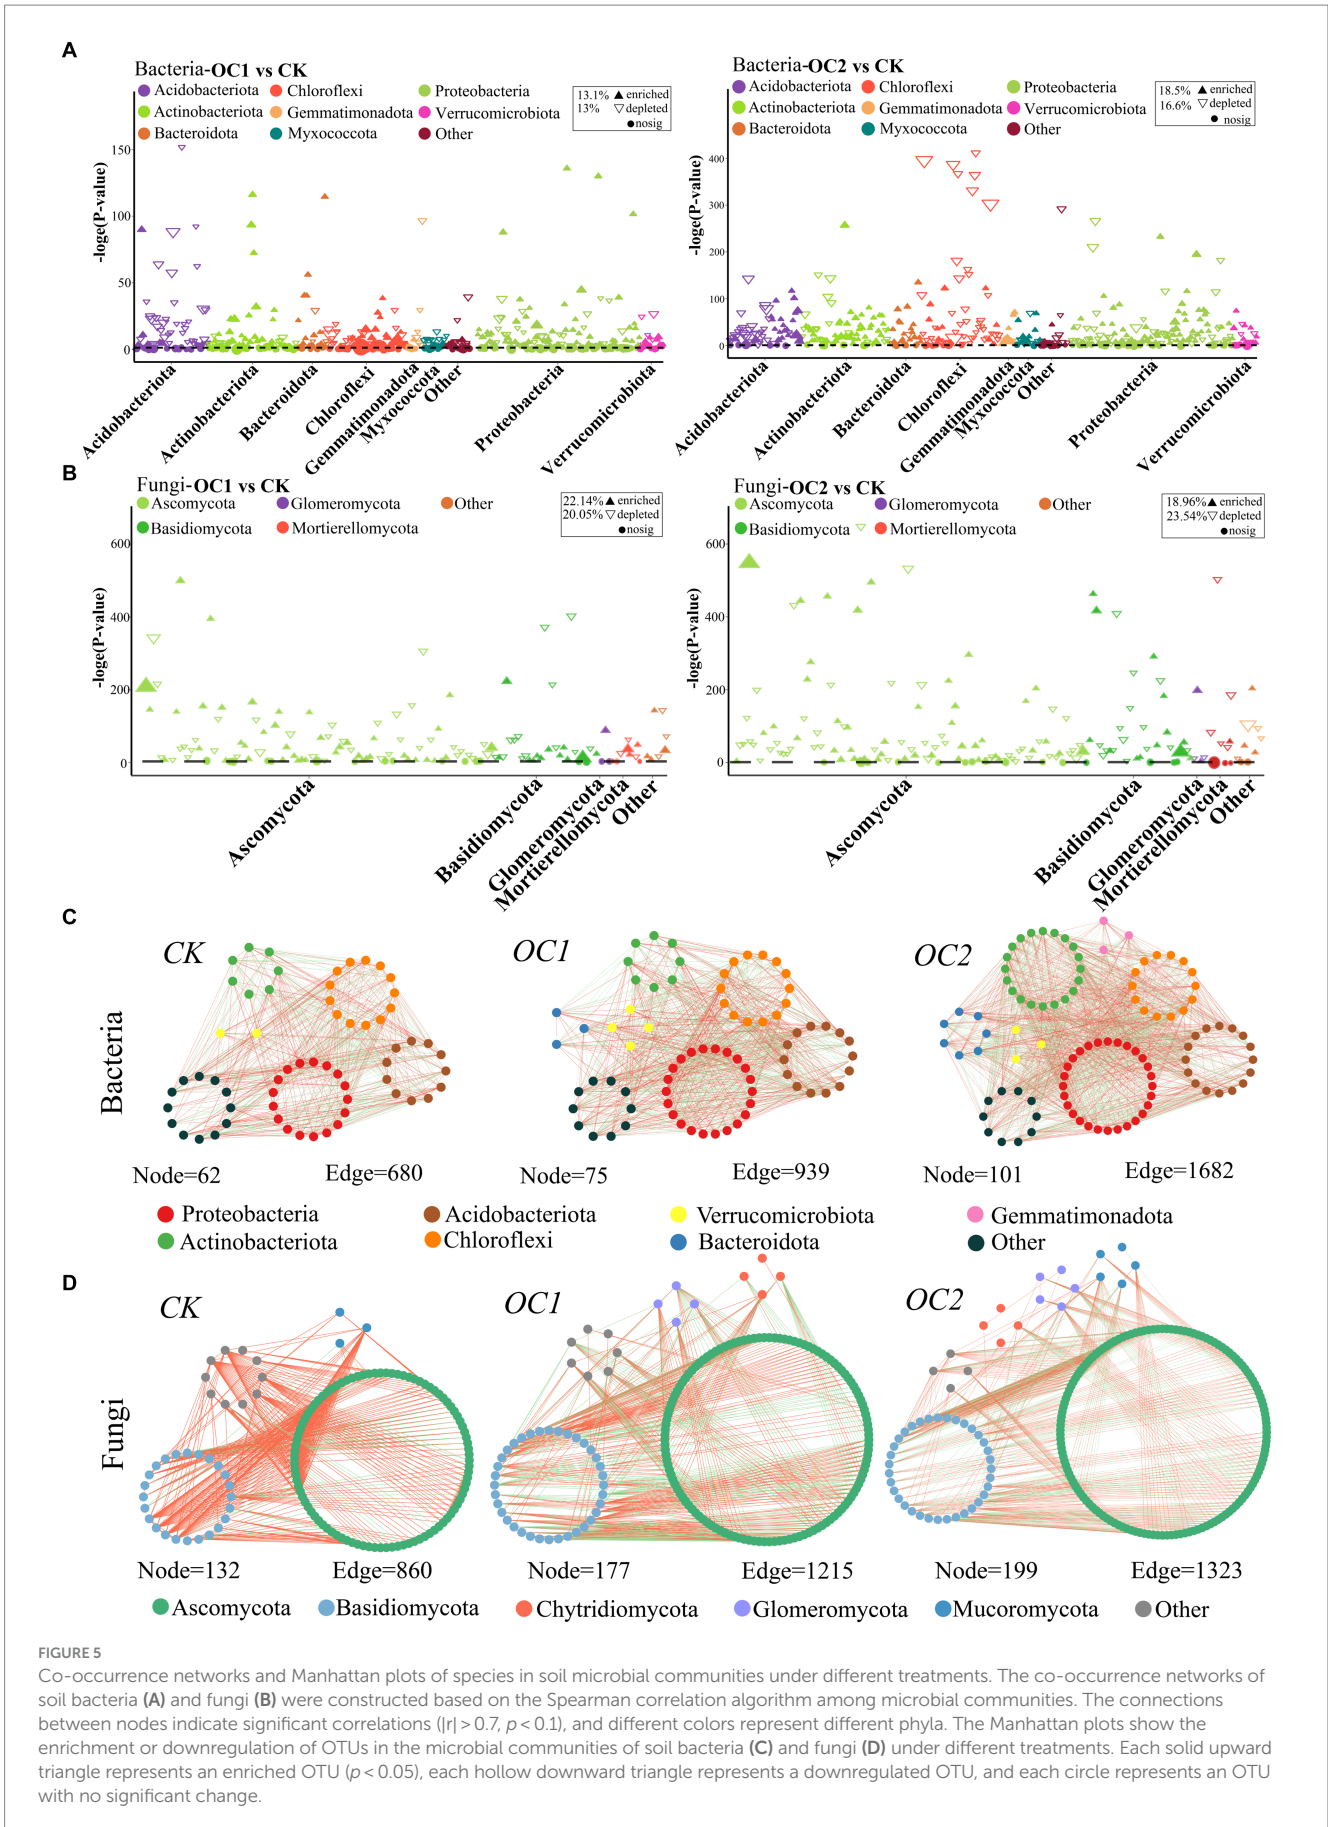 A
Bacteria-OC1 vs CK
Acidobacteriota
Chloroflexi
Proteobacteria
Actinobacteriota
Gemmatimonadota
Verrucomicrobiota
Bacteroidota
Myxococcota
Other
13.1% enriched
13% depleted
nosig
-loge(P-value)
150
100
50
0
Acidobacteriota
Actinobacteriota
Bacteroidota
Chloroflexi
Gemmatimonadota
Myxococcota
Other
Proteobacteria
Verrucomicrobiota
Bacteria-OC2 vs CK
Acidobacteriota
Chloroflexi
Proteobacteria
Actinobacteriota
Gemmatimonadota
Verrucomicrobiota
Bacteroidota
Myxococcota
Other
18.5% enriched
16.6% depleted
nosig
-loge(P-value)
400
300
200
100
0
Acidobacteriota
Actinobacteriota
Bacteroidota
Chloroflexi
Gemmatimonadota
Myxococcota
Other
Proteobacteria
Verrucomicrobiota
B
Fungi-OC1 vs CK
Ascomycota
Glomeromycota
Other
Basidiomycota
Mortierellomycota
22.14% enriched
20.05% depleted
nosig
-loge(P-value)
600
400
200
0
Ascomycota
Basidiomycota
Glomeromycota
Mortierellomycota
Other
Fungi-OC2 vs CK
Ascomycota
Glomeromycota
Other
Basidiomycota
Mortierellomycota
18.96% enriched
23.54% depleted
nosig
-loge(P-value)
600
400
200
0
Ascomycota
Basidiomycota
Glomeromycota
Mortierellomycota
Other
C
Bacteria
CK
OC1
OC2
Node=62
Edge=680
Node=75
Edge=939
Node=101
Edge=1682
Proteobacteria
Acidobacteriota
Verrucomicrobiota
Gemmatimonadota
Actinobacteriota
Chloroflexi
Bacteroidota
Other
D
Fungi
CK
OC1
OC2
Node=132
Edge=860
Node=177
Edge=1215
Node=199
Edge=1323
Ascomycota
Basidiomycota
Chytridiomycota
Glomeromycota
Mucoromycota
Other
FIGURE 5
Co-occurrence networks and Manhattan plots of species in soil microbial communities under different treatments. The co-occurrence networks of
soil bacteria (A) and fungi (B) were constructed based on the Spearman correlation algorithm among microbial communities. The connections
between nodes indicate significant correlations (|r| > 0.7, p < 0.1), and different colors represent different phyla. The Manhattan plots show the
enrichment or downregulation of OTUs in the microbial communities of soil bacteria (C) and fungi (D) under different treatments. Each solid upward
triangle represents an enriched OTU (p < 0.05), each hollow downward triangle represents a downregulated OTU, and each circle represents an OTU
with no significant change.